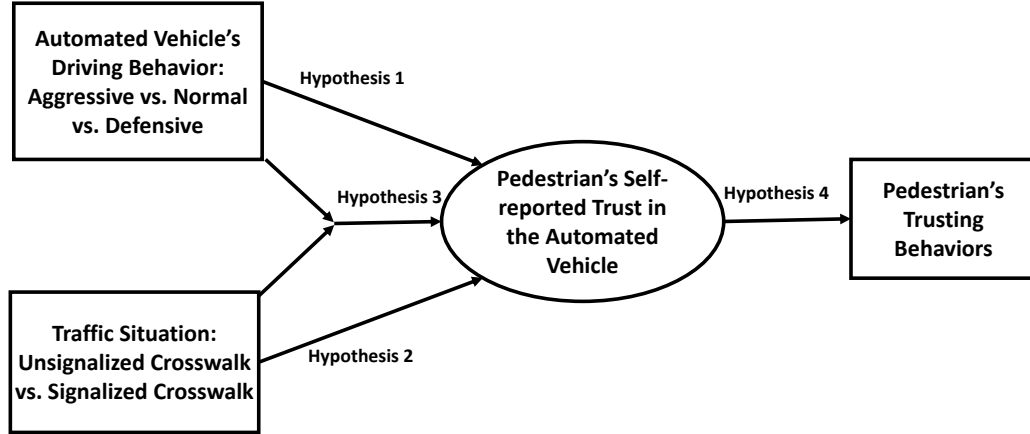 Automated Vehicle's
Driving Behavior:
Aggressive vs. Normal
vs. Defensive
Hypothesis 1
Hypothesis 3
Pedestrian's Self-
reported Trust in
the Automated
Vehicle
Hypothesis 4
Pedestrian's
Trusting
Behaviors
Traffic Situation:
Unsignalized Crosswalk
vs. Signalized Crosswalk
Hypothesis 2